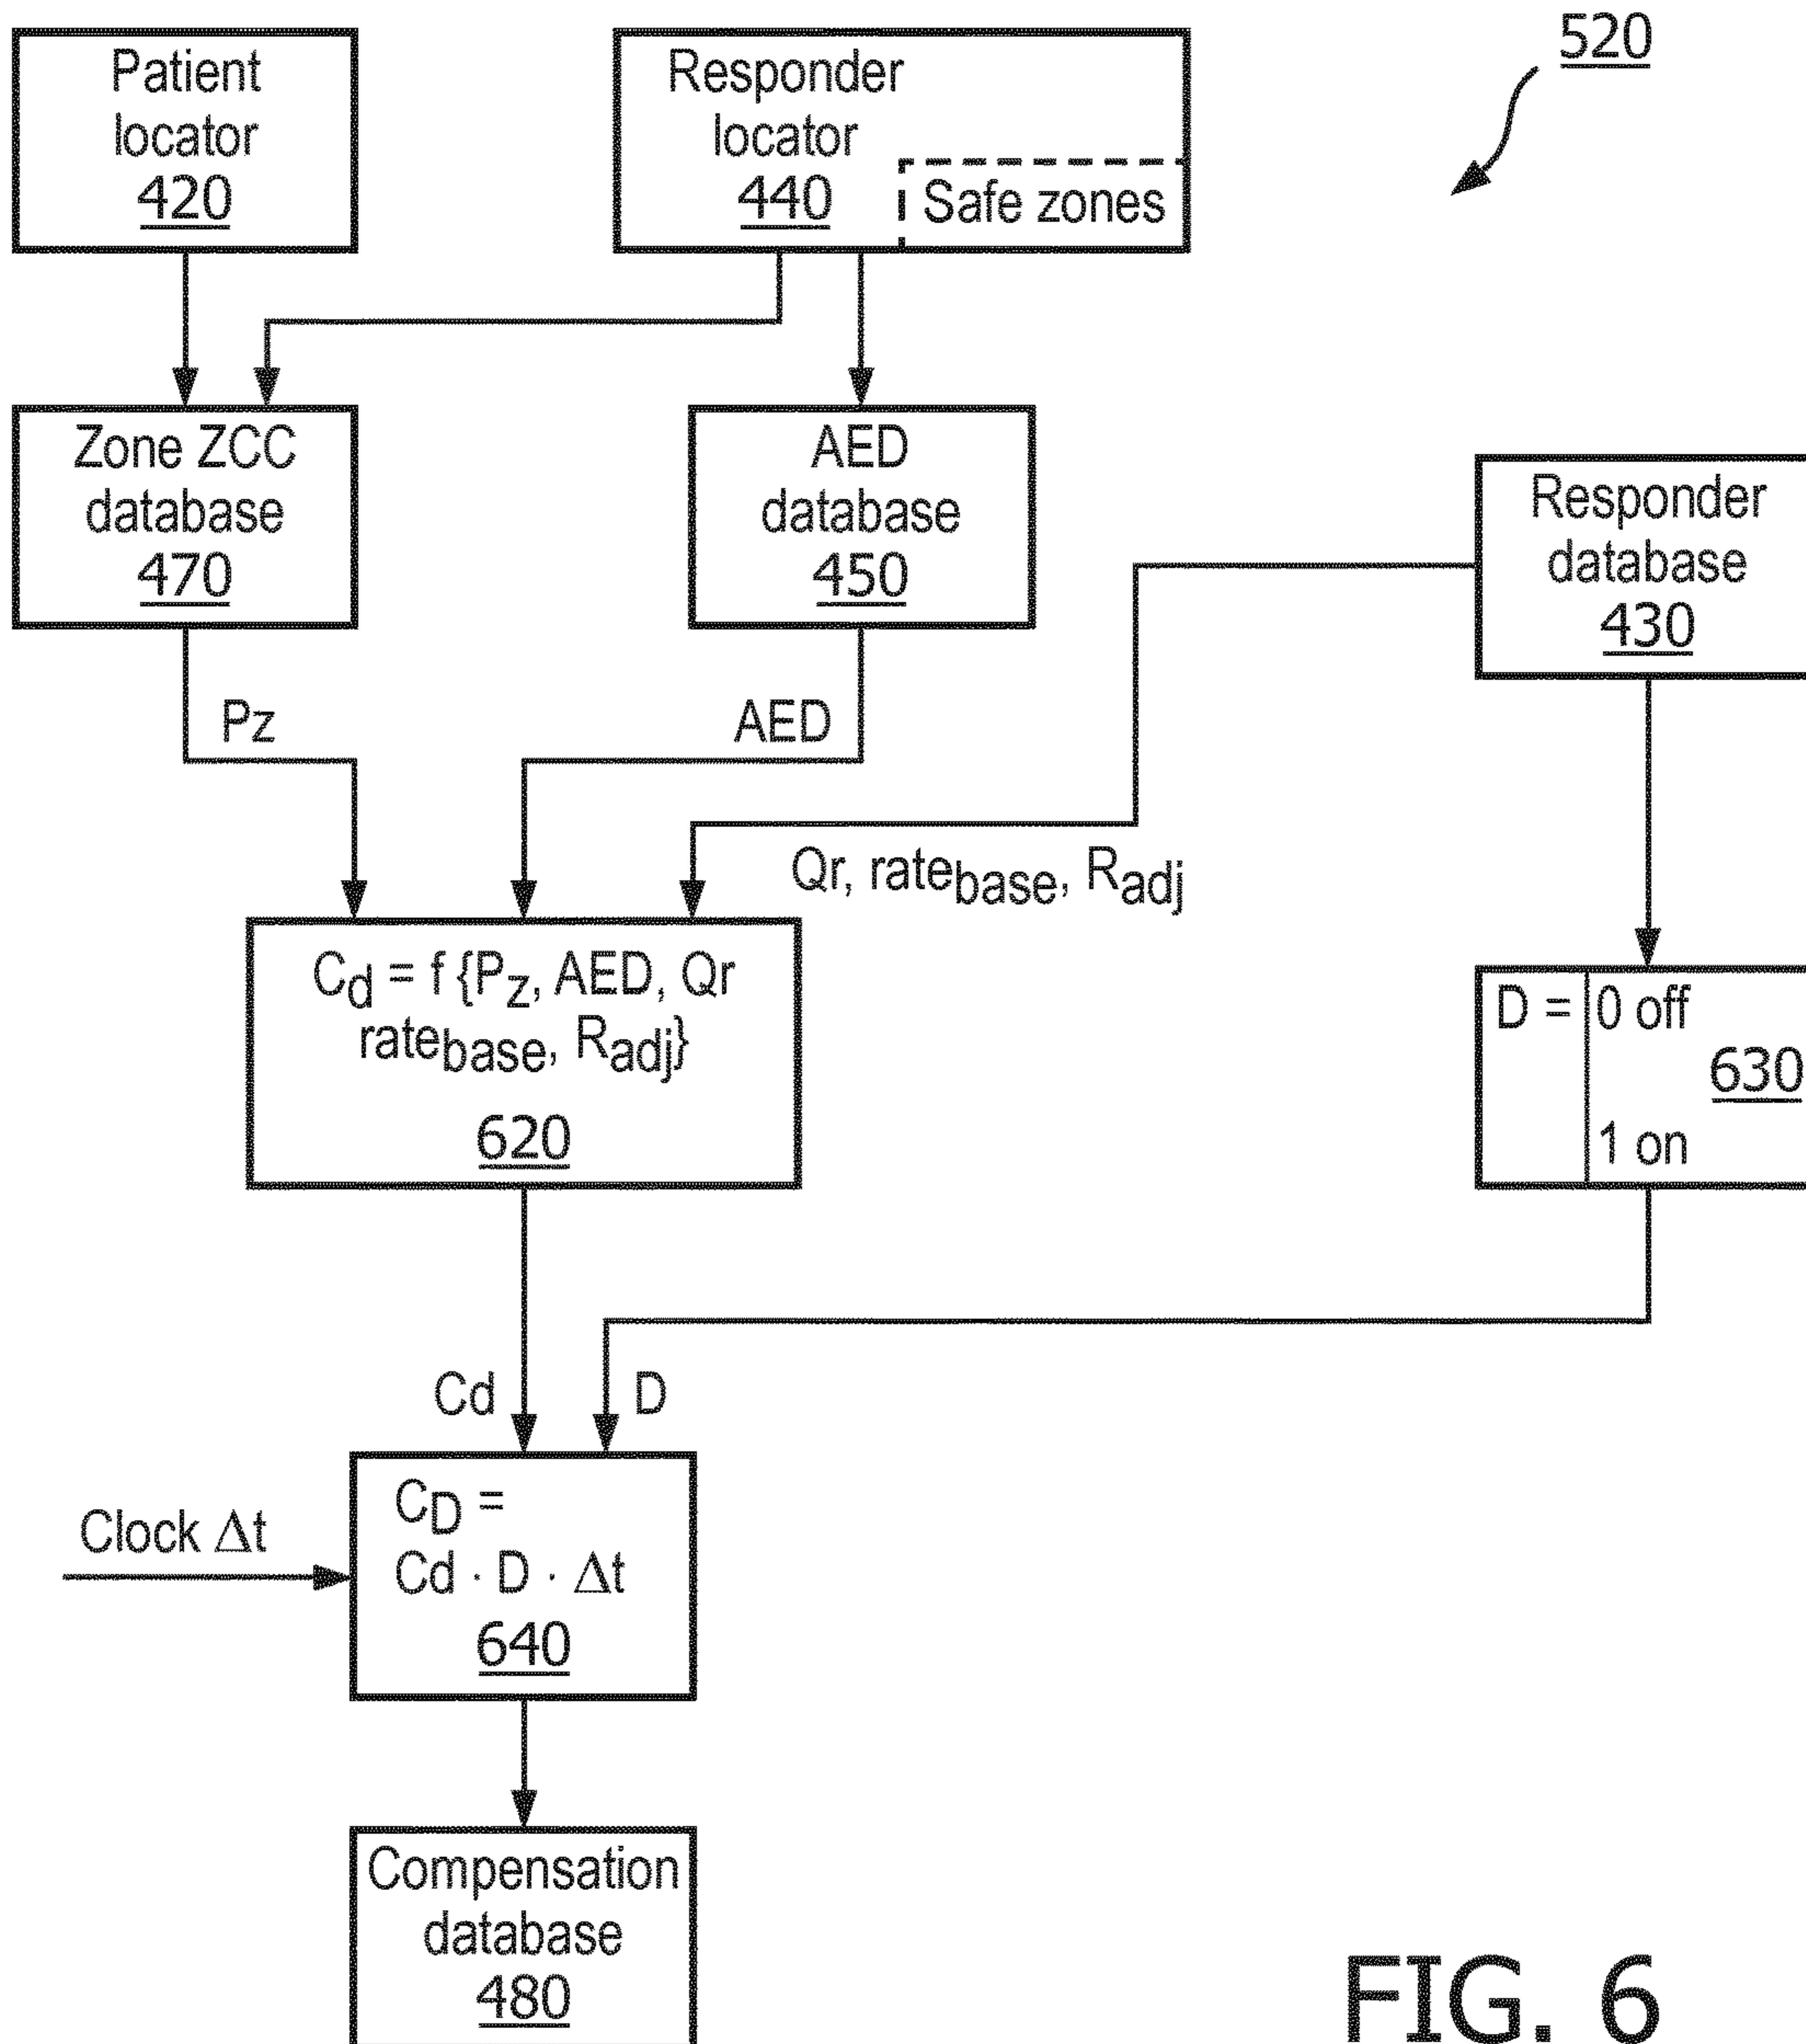 520
Patient
locator
420
Responder
locator
440
Safe zones
Zone ZCC
database
470
AED
database
450
Responder
database
430
Pz
AED
Qr, ratebase, Radj
Cd = f {Pz, AED, Qr
ratebase, Radj}
620
D = 0 off
630
1 on
Cd
D
Clock Δt
CD =
Cd · D · Δt
640
Compensation
database
480
FIG. 6